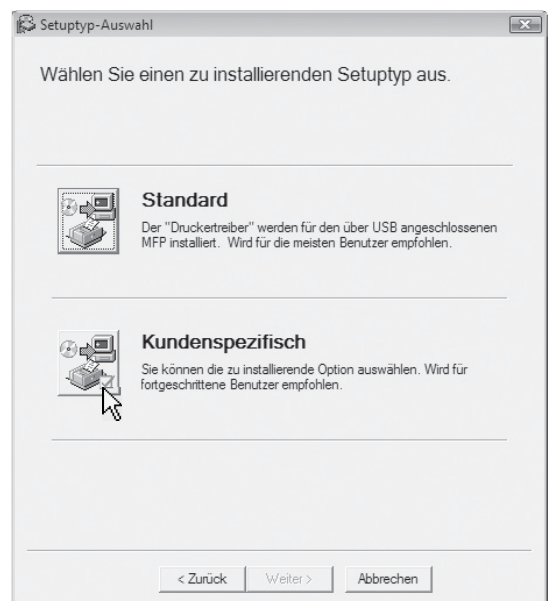 Setuptyp-Auswahl
Wählen Sie einen zu installierenden Setuptyp aus.
Standard
Der "Druckertreiber" werden für den über USB angeschlossenen
MFP installiert. Wird für die meisten Benutzer empfohlen.
Kundenspezifisch
Sie können die zu installierende Option auswählen. Wird für
fortgeschrittene Benutzer empfohlen.
< Zurück Weiter > Abbrechen